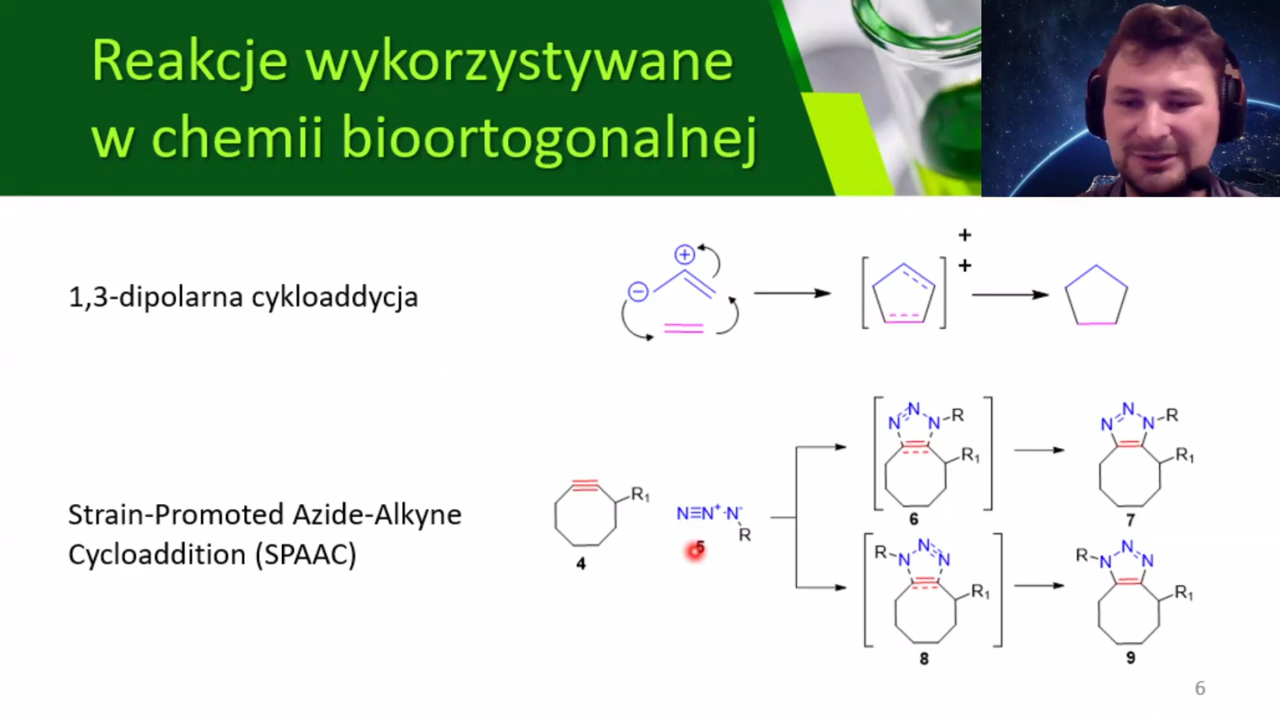 Reakcje wykorzystywane
w chemii bioortogonalnej
1,3-dipolarna cykloaddycja
+
−
+
+
Strain-Promoted Azide-Alkyne
Cycloaddition (SPAAC)
R₁
4
N≡N⁺-N⁻
R
5
N N N R
R₁
6
N N N R
R₁
7
R N N N
R₁
8
R N N N
R₁
9
6